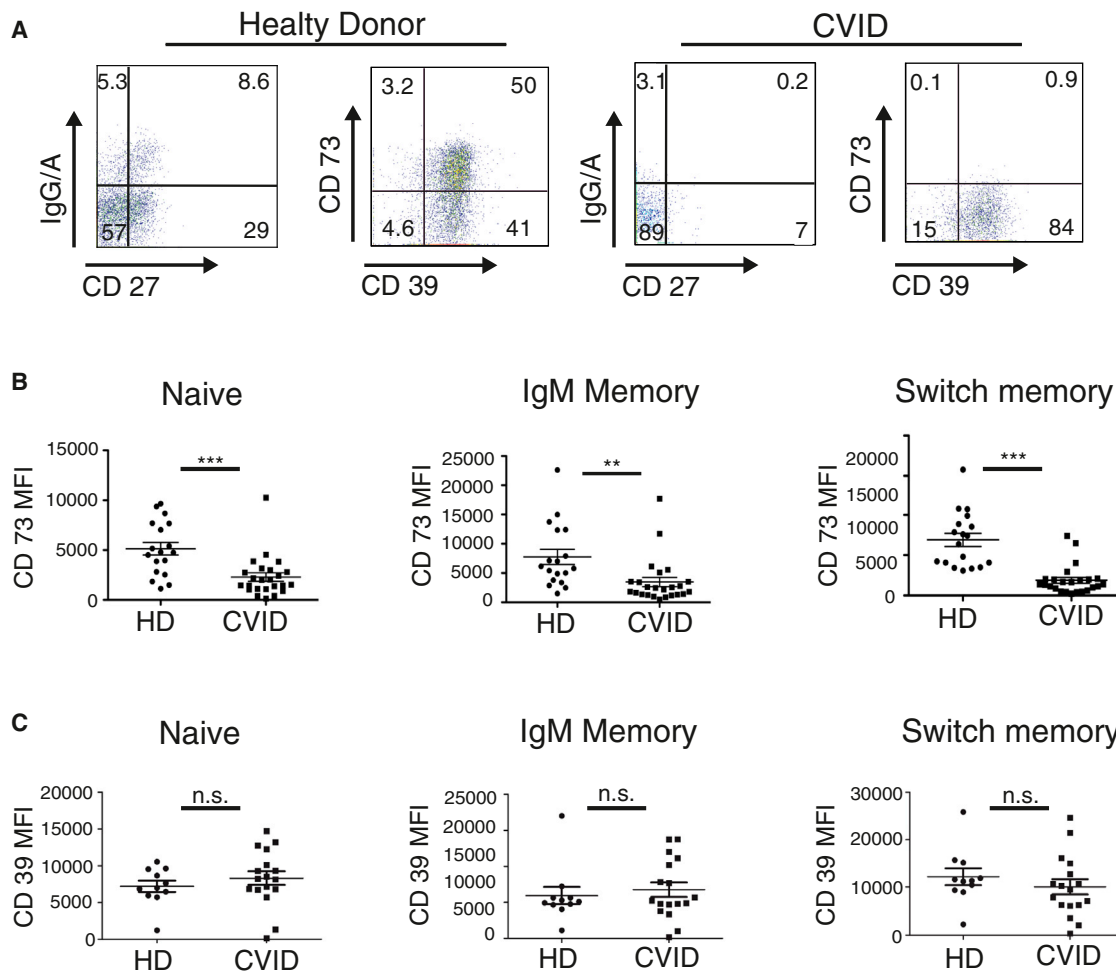 A
Healty Donor
CVID
5.3 8.6
57 29
IgG/A
CD 27
3.2 50
4.6 41
CD 73
CD 39
3.1 0.2
89 7
IgG/A
CD 27
0.1 0.9
15 84
CD 73
CD 39
B
Naive
CD 73 MFI
15000
10000
5000
0
***
HD CVID
IgM Memory
CD 73 MFI
25000
20000
15000
10000
5000
0
**
HD CVID
Switch memory
CD 73 MFI
20000
15000
10000
5000
0
***
HD CVID
C
Naive
CD 39 MFI
20000
15000
10000
5000
0
n.s.
HD CVID
IgM Memory
CD 39 MFI
25000
20000
15000
10000
5000
0
n.s.
HD CVID
Switch memory
CD 39 MFI
30000
20000
10000
0
n.s.
HD CVID